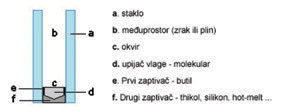 b
a
c
e
d
f
a. staklo
b. međuprostor (zrak ili plin)
c. okvir
d. upijač vlage - molekular
e. Prvi zaptivač - butil
f. Drugi zaptivač - thikol, silikon, hot-melt ...